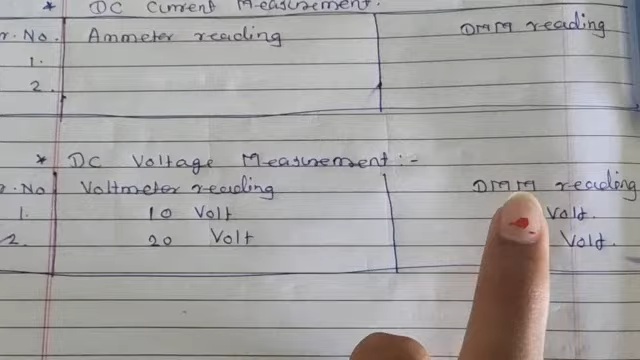 * DC Current Measurement.
r. No. Ammeter reading DMM reading
1.
2.
* DC Voltage Measurement :-
r. No Voltmeter reading DMM reading
1. 10 Volt Volt.
2. 20 Volt Volt.